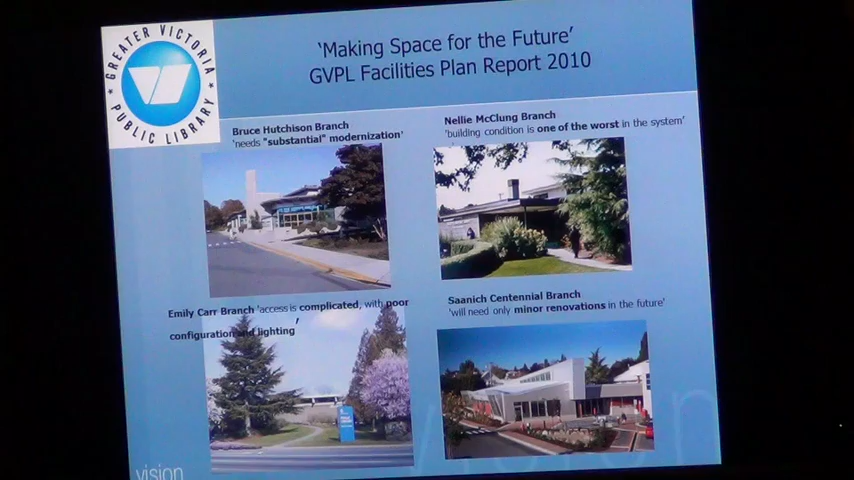 GREATER VICTORIA
PUBLIC LIBRARY
'Making Space for the Future'
GVPL Facilities Plan Report 2010
Bruce Hutchison Branch
'needs "substantial" modernization'
Nellie McClung Branch
'building condition is one of the worst in the system'
Emily Carr Branch 'access is complicated, with poor
configuration and lighting'
Saanich Centennial Branch
'will need only minor renovations in the future'
vision
vision